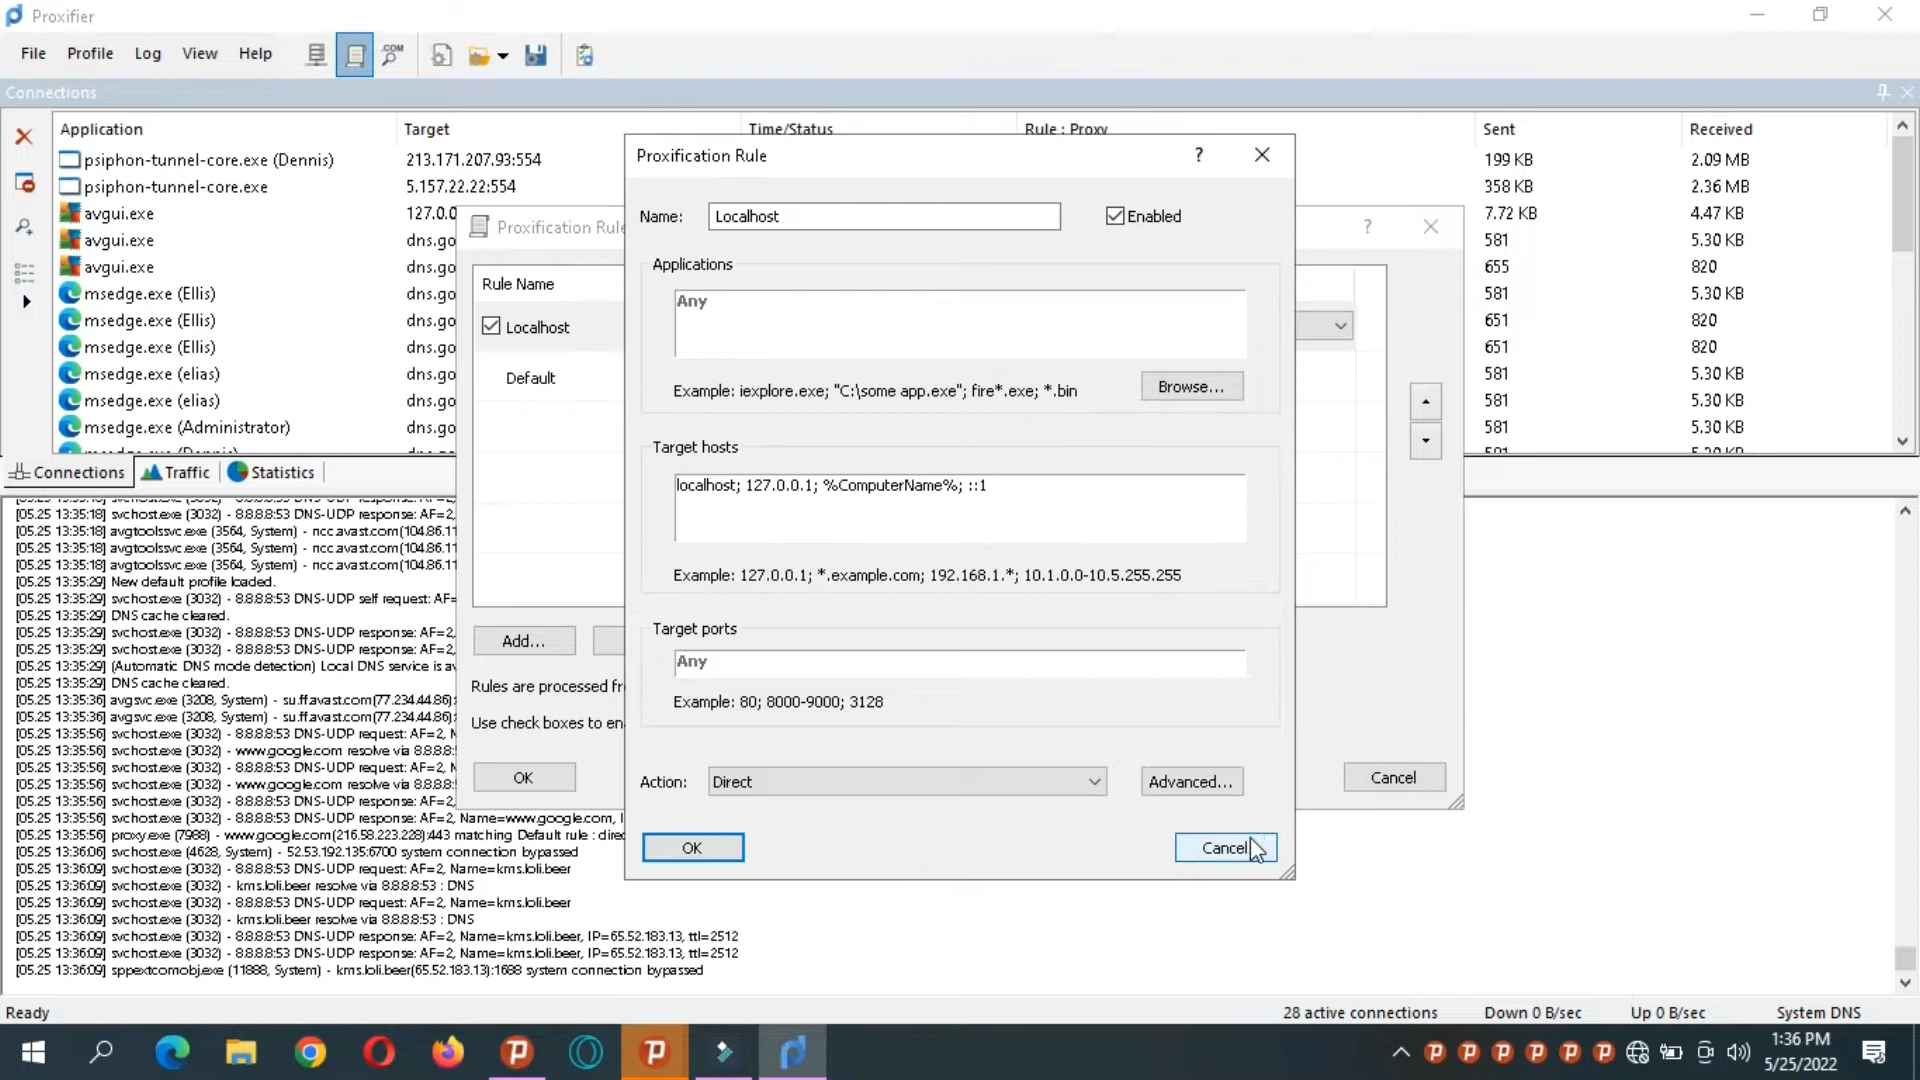 Proxifier
File Profile Log View Help
Connections
Application Target Time/Status Rule : Proxy Sent Received
psiphon-tunnel-core.exe (Dennis) 213.171.207.93:554 199 KB 2.09 MB
psiphon-tunnel-core.exe 5.157.22.22:554 358 KB 2.36 MB
avgui.exe 127.0.0 7.72 KB 4.47 KB
avgui.exe dns.go 581 5.30 KB
avgui.exe dns.go 655 820
msedge.exe (Ellis) dns.go 581 5.30 KB
msedge.exe (Ellis) dns.go 651 820
msedge.exe (Ellis) dns.go 651 820
msedge.exe (elias) dns.go 581 5.30 KB
msedge.exe (elias) dns.go 581 5.30 KB
msedge.exe (Administrator) dns.go 581 5.30 KB
Connections Traffic Statistics
Proxification Rule
Rule Name
Localhost
Default
Add...
Rules are processed fr
Use check boxes to en
OK
Cancel
Proxification Rule
Name: Localhost Enabled
Applications
Any
Example: iexplore.exe; "C:\some app.exe"; fire*.exe; *.bin Browse...
Target hosts
localhost; 127.0.0.1; %ComputerName%; ::1
Example: 127.0.0.1; *.example.com; 192.168.1.*; 10.1.0.0-10.5.255.255
Target ports
Any
Example: 80; 8000-9000; 3128
Action: Direct Advanced...
OK Cancel
[05.25 13:35:18] svchost.exe (3032) - 8.8.8.8:53 DNS-UDP response: AF=2,
[05.25 13:35:18] avgtoolssvc.exe (3564, System) - ncc.avast.com(104.86.11
[05.25 13:35:18] avgtoolssvc.exe (3564, System) - ncc.avast.com(104.86.11
[05.25 13:35:18] avgtoolssvc.exe (3564, System) - ncc.avast.com(104.86.11
[05.25 13:35:29] New default profile loaded.
[05.25 13:35:29] svchost.exe (3032) - 8.8.8.8:53 DNS-UDP self request: AF=
[05.25 13:35:29] DNS cache cleared.
[05.25 13:35:29] svchost.exe (3032) - 8.8.8.8:53 DNS-UDP response: AF=2,
[05.25 13:35:29] svchost.exe (3032) - 8.8.8.8:53 DNS-UDP response: AF=2,
[05.25 13:35:29] (Automatic DNS mode detection) Local DNS service is av
[05.25 13:35:29] DNS cache cleared.
[05.25 13:35:36] avgsvc.exe (3208, System) - su.ff.avast.com(77.234.44.86):
[05.25 13:35:36] avgsvc.exe (3208, System) - su.ff.avast.com(77.234.44.86):
[05.25 13:35:56] svchost.exe (3032) - 8.8.8.8:53 DNS-UDP request: AF=2, N
[05.25 13:35:56] svchost.exe (3032) - www.google.com resolve via 8.8.8.8:
[05.25 13:35:56] svchost.exe (3032) - 8.8.8.8:53 DNS-UDP request: AF=2,
[05.25 13:35:56] svchost.exe (3032) - www.google.com resolve via 8.8.8.8:
[05.25 13:35:56] svchost.exe (3032) - 8.8.8.8:53 DNS-UDP response: AF=2,
[05.25 13:35:56] svchost.exe (3032) - 8.8.8.8:53 DNS-UDP response: AF=2, Name=www.google.com, I
[05.25 13:35:56] proxy.exe (7988) - www.google.com(216.58.223.228):443 matching Default rule : direc
[05.25 13:36:06] svchost.exe (4628, System) - 52.53.192.135:6700 system connection bypassed
[05.25 13:36:09] svchost.exe (3032) - 8.8.8.8:53 DNS-UDP request: AF=2, Name=kms.loli.beer
[05.25 13:36:09] svchost.exe (3032) - kms.loli.beer resolve via 8.8.8.8:53 : DNS
[05.25 13:36:09] svchost.exe (3032) - 8.8.8.8:53 DNS-UDP request: AF=2, Name=kms.loli.beer
[05.25 13:36:09] svchost.exe (3032) - kms.loli.beer resolve via 8.8.8.8:53 : DNS
[05.25 13:36:09] svchost.exe (3032) - 8.8.8.8:53 DNS-UDP response: AF=2, Name=kms.loli.beer, IP=65.52.183.13, ttl=2512
[05.25 13:36:09] svchost.exe (3032) - 8.8.8.8:53 DNS-UDP response: AF=2, Name=kms.loli.beer, IP=65.52.183.13, ttl=2512
[05.25 13:36:09] sppextcomobj.exe (11888, System) - kms.loli.beer(65.52.183.13):1688 system connection bypassed
Ready 28 active connections Down 0 B/sec Up 0 B/sec System DNS
1:36 PM
5/25/2022